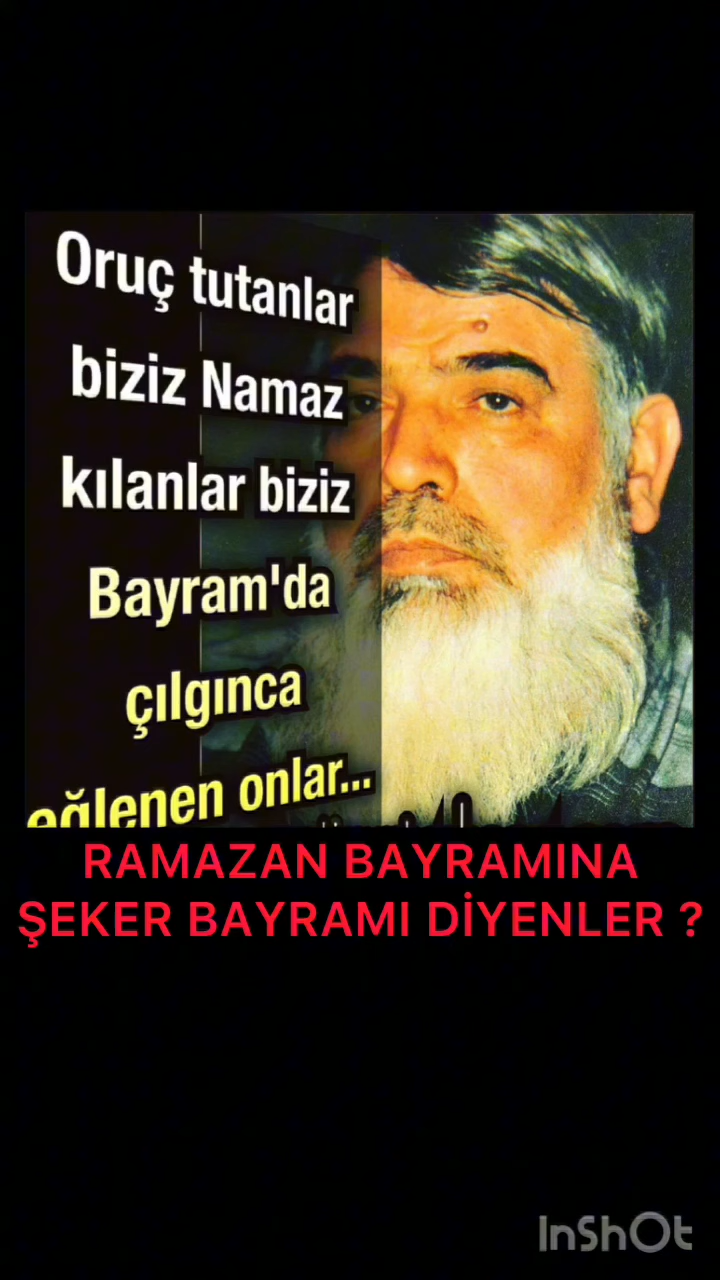 Oruç tutanlar
biziz Namaz
kılanlar biziz
Bayram'da
çılgınca
eğlenen onlar...
RAMAZAN BAYRAMINA
ŞEKER BAYRAMI DİYENLER ?
InShOt